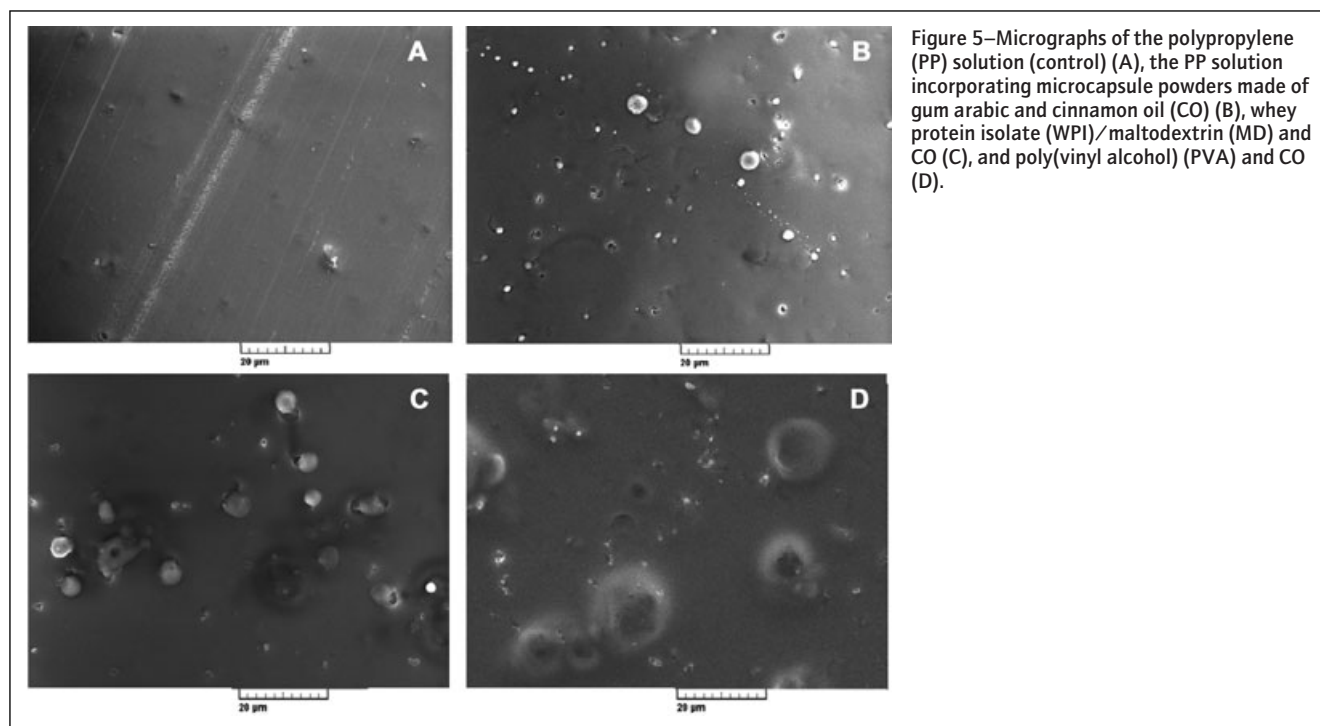 A
B
20 μm
20 μm
C
D
20 μm
20 μm
Figure 5–Micrographs of the polypropylene
(PP) solution (control) (A), the PP solution
incorporating microcapsule powders made of
gum arabic and cinnamon oil (CO) (B), whey
protein isolate (WPI)/maltodextrin (MD) and
CO (C), and poly(vinyl alcohol) (PVA) and CO
(D).